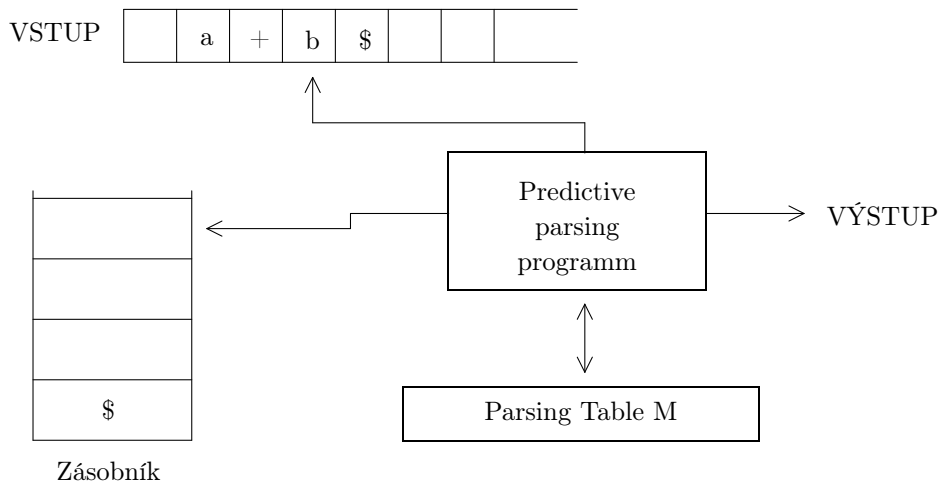 VSTUP a + b $
Predictive
parsing
programm
VÝSTUP
$
Parsing Table M
Zásobník